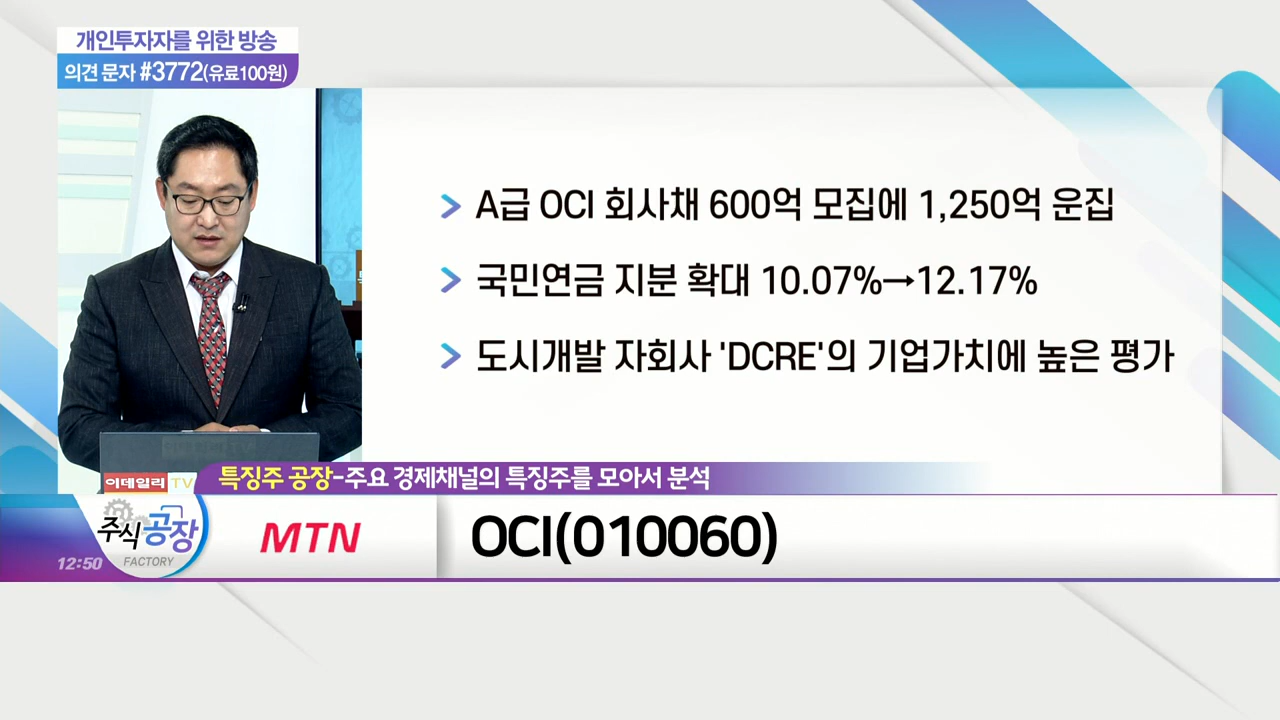 개인투자자를 위한 방송
의견 문자 #3772(유료100원)
> A급 OCI 회사채 600억 모집에 1,250억 운집
> 국민연금 지분 확대 10.07%→12.17%
> 도시개발 자회사 'DCRE'의 기업가치에 높은 평가
이데일리 TV
특징주 공장-주요 경제채널의 특징주를 모아서 분석
주식공장
FACTORY
12:50
MTN
OCI(010060)